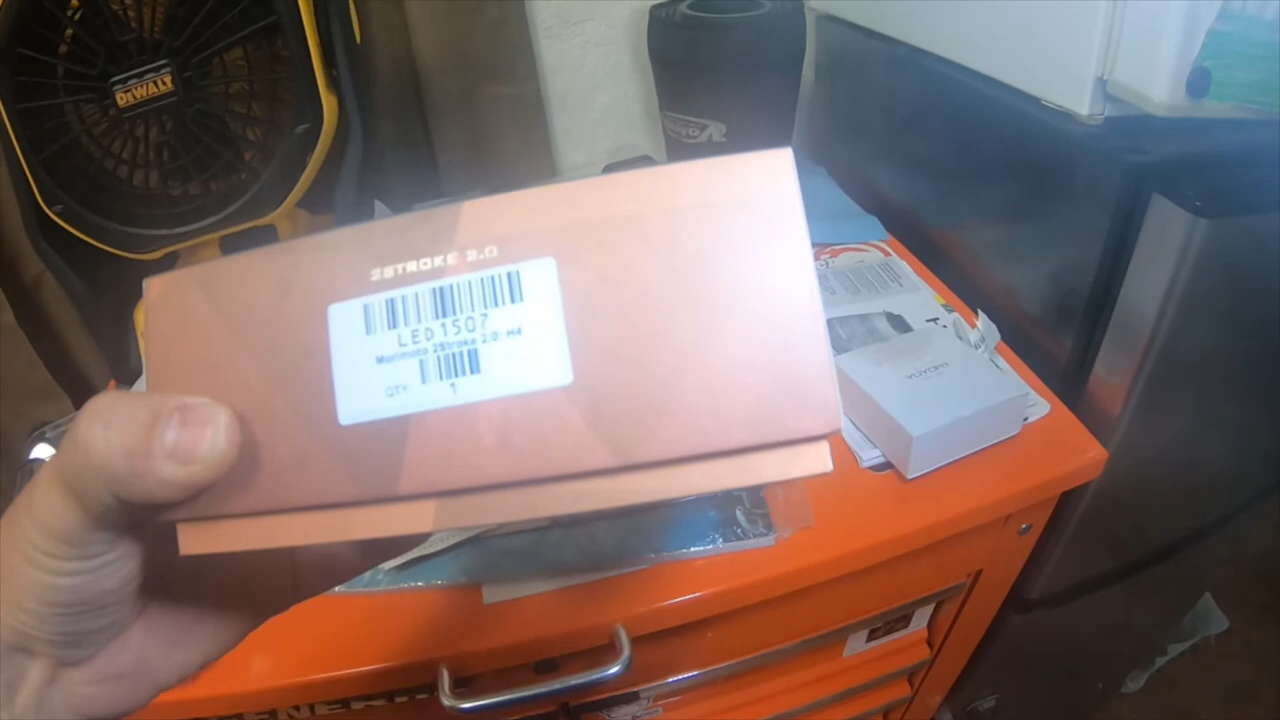 DEWALT
2STROKE 2.0
LED1507
Morimoto 2Stroke 2.0: H4
QTY: 1